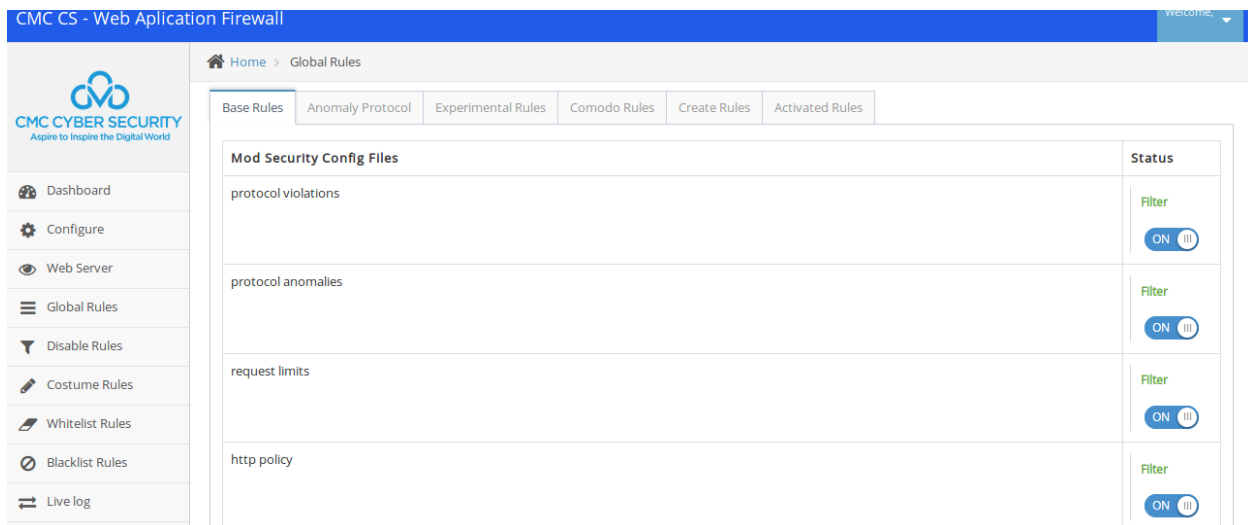 CMC CS - Web Aplication Firewall
Welcome,
CMC CYBER SECURITY
Aspire to Inspire the Digital World
Dashboard
Configure
Web Server
Global Rules
Disable Rules
Costume Rules
Whitelist Rules
Blacklist Rules
Live log
Home > Global Rules
Base Rules Anomaly Protocol Experimental Rules Comodo Rules Create Rules Activated Rules
Mod Security Config Files Status
protocol violations Filter
ON
protocol anomalies Filter
ON
request limits Filter
ON
http policy Filter
ON